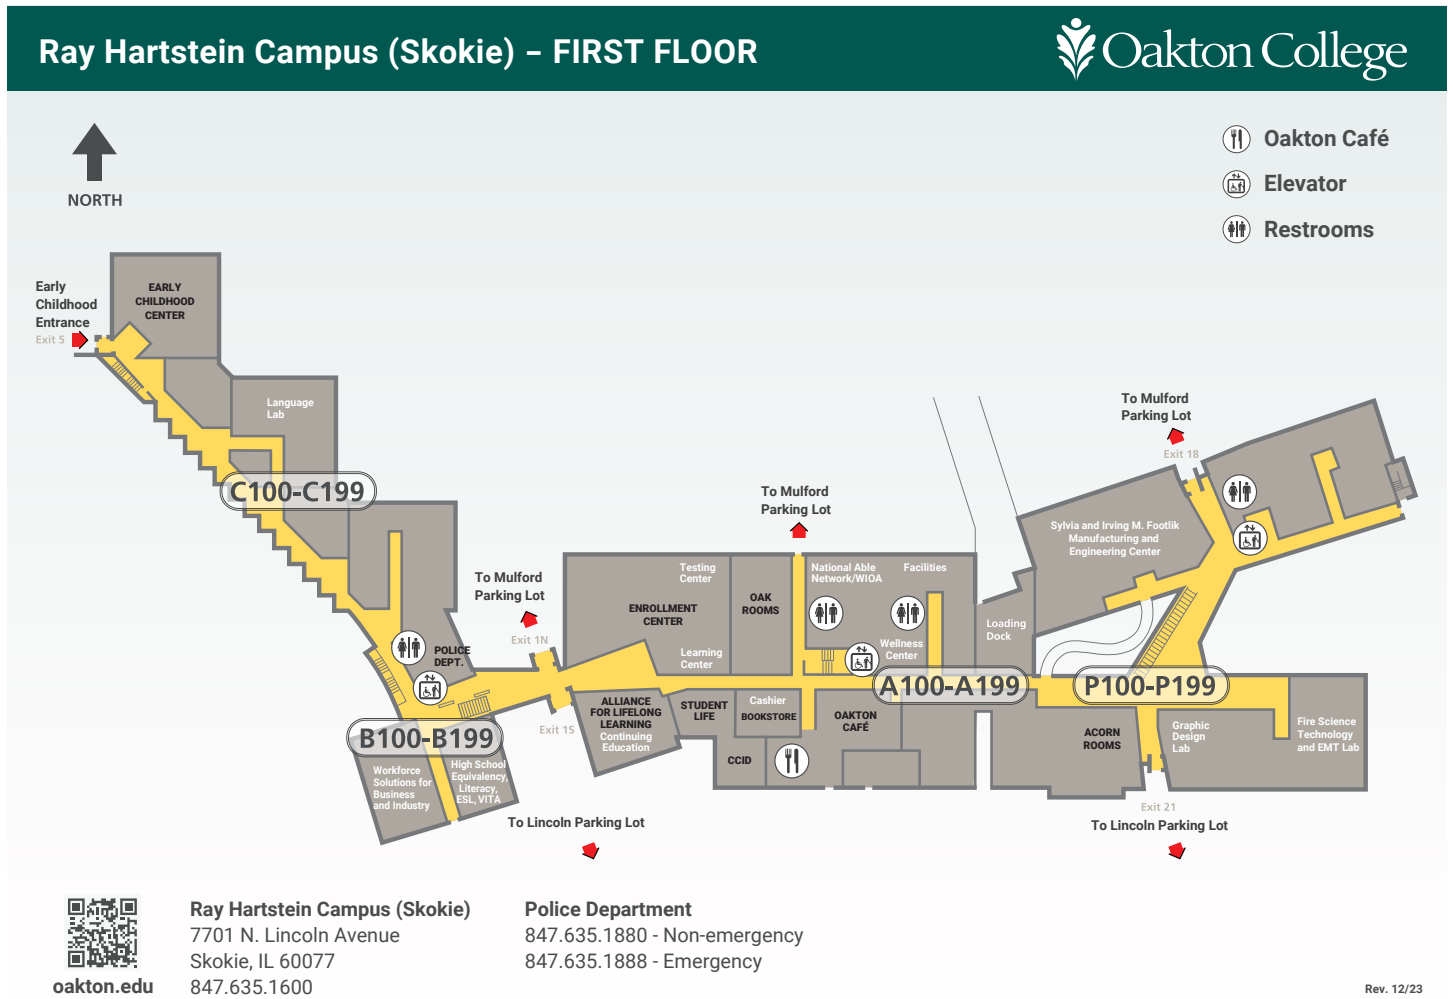 Ray Hartstein Campus (Skokie) – FIRST FLOOR
Oakton College
NORTH
Oakton Café
Elevator
Restrooms
Early
Childhood
Entrance
Exit 5
EARLY
CHILDHOOD
CENTER
Language
Lab
C100-C199
To Mulford
Parking Lot
Exit 18
To Mulford
Parking Lot
Sylvia and Irving M. Footlik
Manufacturing and
Engineering Center
To Mulford
Parking Lot
Exit 1N
Testing
Center
ENROLLMENT
CENTER
Learning
Center
OAK
ROOMS
National Able
Network/WIOA
Facilities
Wellness
Center
Loading
Dock
POLICE
DEPT.
A100-A199
P100-P199
B100-B199
Exit 1S
ALLIANCE
FOR LIFELONG
LEARNING
Continuing
Education
STUDENT
LIFE
Cashier
BOOKSTORE
CCID
OAKTON
CAFÉ
ACORN
ROOMS
Graphic
Design
Lab
Fire Science
Technology
and EMT Lab
Workforce
Solutions for
Business
and Industry
High School
Equivalency,
Literacy,
ESL, VITA
To Lincoln Parking Lot
Exit 21
To Lincoln Parking Lot
oakton.edu
Ray Hartstein Campus (Skokie)
7701 N. Lincoln Avenue
Skokie, IL 60077
847.635.1600
Police Department
847.635.1880 - Non-emergency
847.635.1888 - Emergency
Rev. 12/23